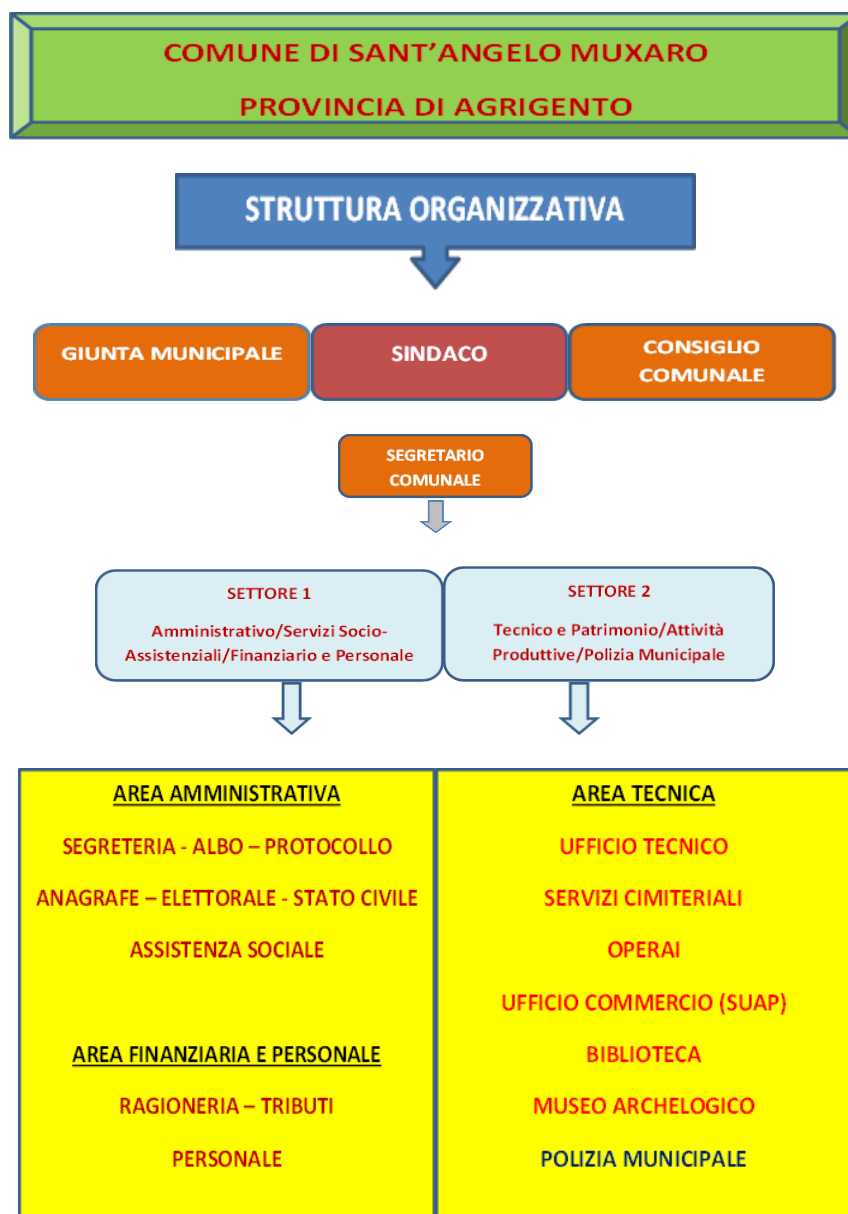 COMUNE DI SANT’ANGELO MUXARO
PROVINCIA DI AGRIGENTO
STRUTTURA ORGANIZZATIVA
GIUNTA MUNICIPALE
SINDACO
CONSIGLIO
COMUNALE
SEGRETARIO
COMUNALE
SETTORE 1
Amministrativo/Servizi Socio-
Assistenziali/Finanziario e Personale
SETTORE 2
Tecnico e Patrimonio/Attività
Produttive/Polizia Municipale
AREA AMMINISTRATIVA
SEGRETERIA - ALBO – PROTOCOLLO
ANAGRAFE – ELETTORALE - STATO CIVILE
ASSISTENZA SOCIALE
AREA FINANZIARIA E PERSONALE
RAGIONERIA – TRIBUTI
PERSONALE
AREA TECNICA
UFFICIO TECNICO
SERVIZI CIMITERIALI
OPERAI
UFFICIO COMMERCIO (SUAP)
BIBLIOTECA
MUSEO ARCHELOGICO
POLIZIA MUNICIPALE